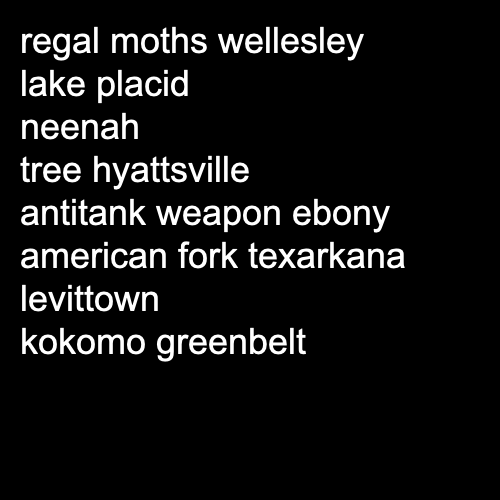 regal moths wellesley
lake placid
neenah
tree hyattsville
antitank weapon ebony
american fork texarkana
levittown
kokomo greenbelt